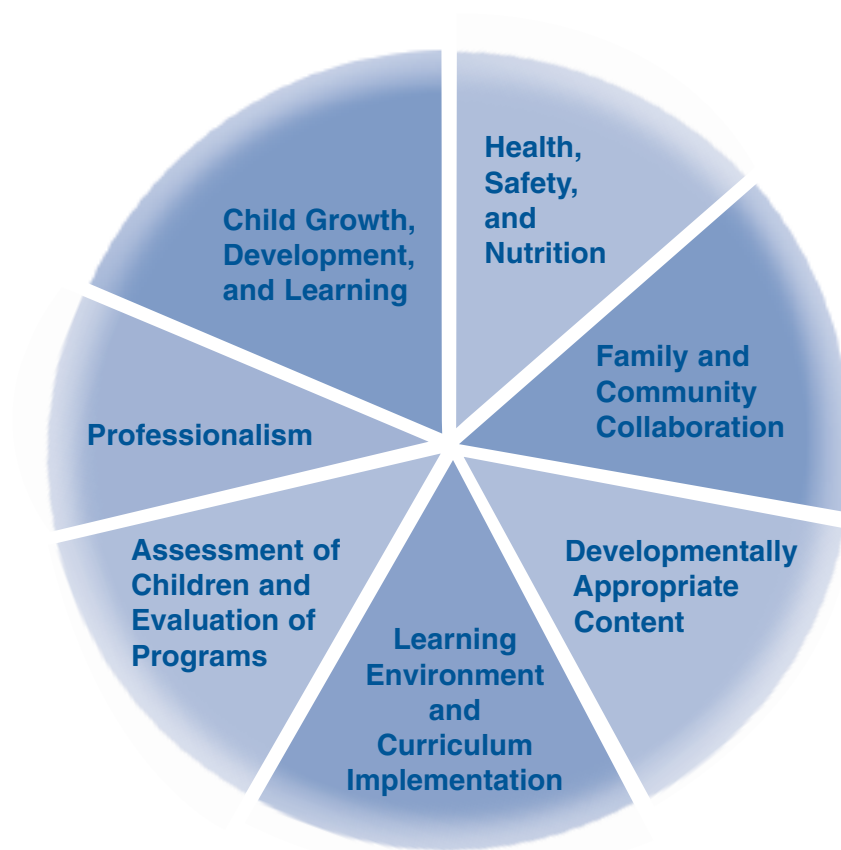 Health,
Safety,
and
Nutrition
Family and
Community
Collaboration
Developmentally
Appropriate
Content
Learning
Environment
and
Curriculum
Implementation
Assessment of
Children and
Evaluation of
Programs
Professionalism
Child Growth,
Development,
and Learning